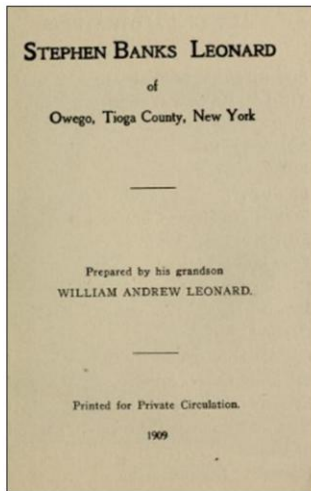 STEPHEN BANKS LEONARD
of
Owego, Tioga County, New York
Prepared by his grandson
WILLIAM ANDREW LEONARD.
Printed for Private Circulation.
1909